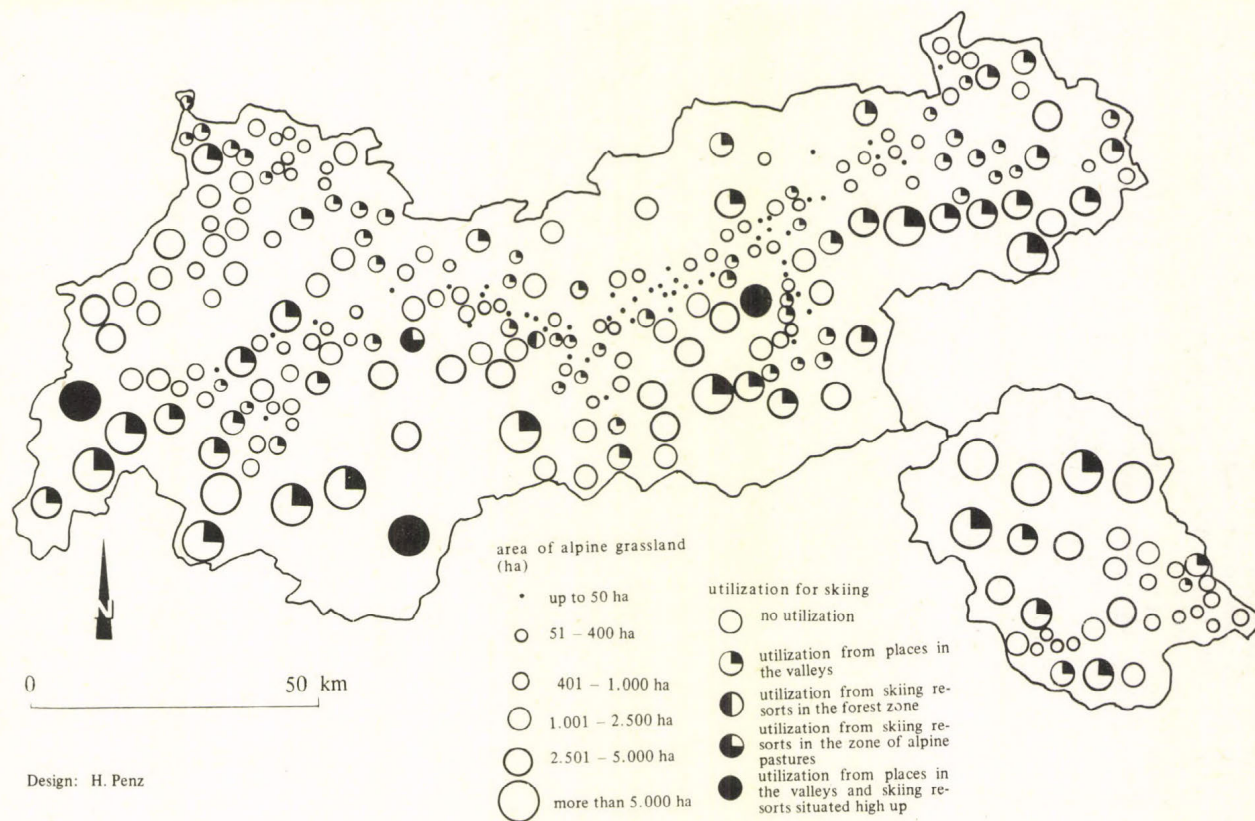 area of alpine grassland
(ha)
up to 50 ha
51 – 400 ha
401 – 1.000 ha
1.001 – 2.500 ha
2.501 – 5.000 ha
more than 5.000 ha
utilization for skiing
no utilization
utilization from places in
the valleys
utilization from skiing re-
sorts in the forest zone
utilization from skiing re-
sorts in the zone of alpine
pastures
utilization from places in
the valleys and skiing re-
sorts situated high up
N
0 50 km
Design: H. Penz